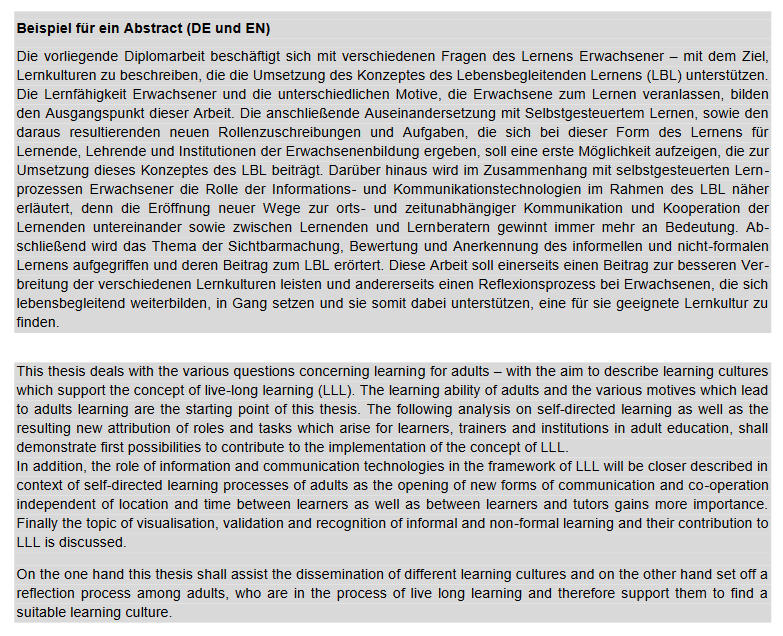 Beispiel für ein Abstract (DE und EN)
Die vorliegende Diplomarbeit beschäftigt sich mit verschiedenen Fragen des Lernens Erwachsener – mit dem Ziel,
Lernkulturen zu beschreiben, die die Umsetzung des Konzeptes des Lebensbegleitenden Lernens (LBL) unterstützen.
Die Lernfähigkeit Erwachsener und die unterschiedlichen Motive, die Erwachsene zum Lernen veranlassen, bilden
den Ausgangspunkt dieser Arbeit. Die anschließende Auseinandersetzung mit Selbstgesteuertem Lernen, sowie den
daraus resultierenden neuen Rollenzuschreibungen und Aufgaben, die sich bei dieser Form des Lernens für
Lernende, Lehrende und Institutionen der Erwachsenenbildung ergeben, soll eine erste Möglichkeit aufzeigen, die zur
Umsetzung dieses Konzeptes des LBL beiträgt. Darüber hinaus wird im Zusammenhang mit selbstgesteuerten Lern-
prozessen Erwachsener die Rolle der Informations- und Kommunikationstechnologien im Rahmen des LBL näher
erläutert, denn die Eröffnung neuer Wege zur orts- und zeitunabhängiger Kommunikation und Kooperation der
Lernenden untereinander sowie zwischen Lernenden und Lernberatern gewinnt immer mehr an Bedeutung. Ab-
schließend wird das Thema der Sichtbarmachung, Bewertung und Anerkennung des informellen und nicht-formalen
Lernens aufgegriffen und deren Beitrag zum LBL erörtert. Diese Arbeit soll einerseits einen Beitrag zur besseren Ver-
breitung der verschiedenen Lernkulturen leisten und andererseits einen Reflexionsprozess bei Erwachsenen, die sich
lebensbegleitend weiterbilden, in Gang setzen und sie somit dabei unterstützen, eine für sie geeignete Lernkultur zu
finden.
This thesis deals with the various questions concerning learning for adults – with the aim to describe learning cultures
which support the concept of live-long learning (LLL). The learning ability of adults and the various motives which lead
to adults learning are the starting point of this thesis. The following analysis on self-directed learning as well as the
resulting new attribution of roles and tasks which arise for learners, trainers and institutions in adult education, shall
demonstrate first possibilities to contribute to the implementation of the concept of LLL.
In addition, the role of information and communication technologies in the framework of LLL will be closer described in
context of self-directed learning processes of adults as the opening of new forms of communication and co-operation
independent of location and time between learners as well as between learners and tutors gains more importance.
Finally the topic of visualisation, validation and recognition of informal and non-formal learning and their contribution to
LLL is discussed.
On the one hand this thesis shall assist the dissemination of different learning cultures and on the other hand set off a
reflection process among adults, who are in the process of live long learning and therefore support them to find a
suitable learning culture.